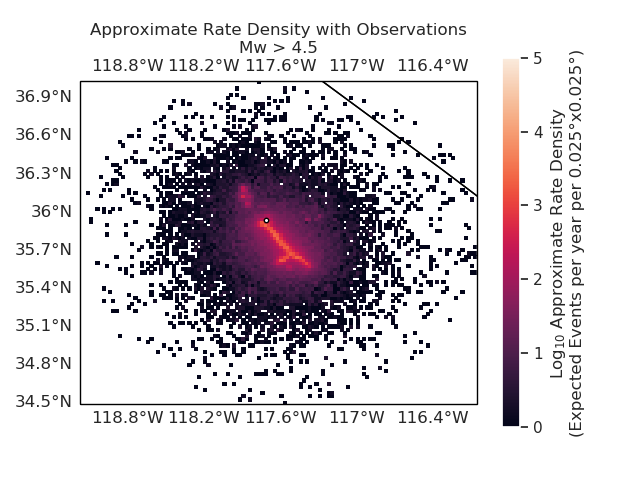 Approximate Rate Density with Observations
Mw > 4.5
118.8°W 118.2°W 117.6°W 117°W 116.4°W
36.9°N
36.6°N
36.3°N
36°N
35.7°N
35.4°N
35.1°N
34.8°N
34.5°N
118.8°W 118.2°W 117.6°W 117°W 116.4°W
5
4
3
2
1
0
Log₁₀ Approximate Rate Density
(Expected Events per year per 0.025°x0.025°)